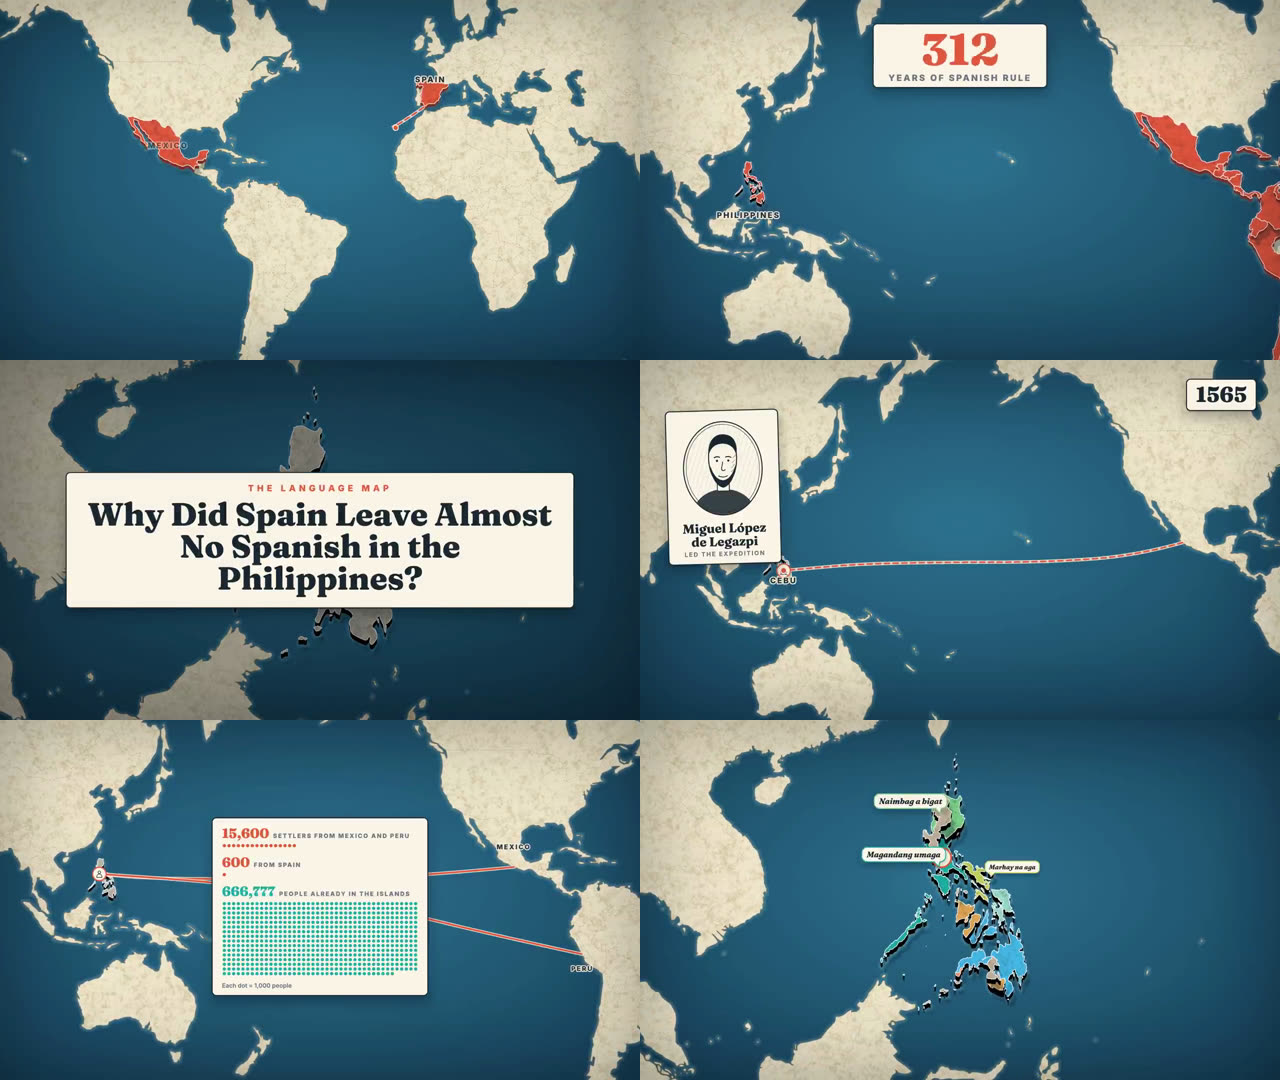 SPAIN
MEXICO
312
YEARS OF SPANISH RULE
PHILIPPINES
THE LANGUAGE MAP
Why Did Spain Leave Almost
No Spanish in the
Philippines?
1565
Miguel López
de Legazpi
LED THE EXPEDITION
CEBU
15,600 SETTLERS FROM MEXICO AND PERU
600 FROM SPAIN
666,777 PEOPLE ALREADY IN THE ISLANDS
Each dot = 1,000 people
MEXICO
PERU
Naimbag a bigat
Magandang umaga
Marhay na aga